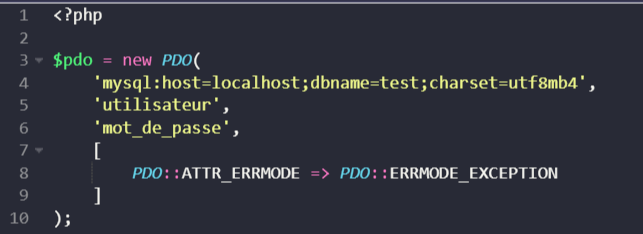 1 <?php
2
3 $pdo = new PDO(
4     'mysql:host=localhost;dbname=test;charset=utf8mb4',
5     'utilisateur',
6     'mot_de_passe',
7     [
8         PDO::ATTR_ERRMODE => PDO::ERRMODE_EXCEPTION
9     ]
10 );